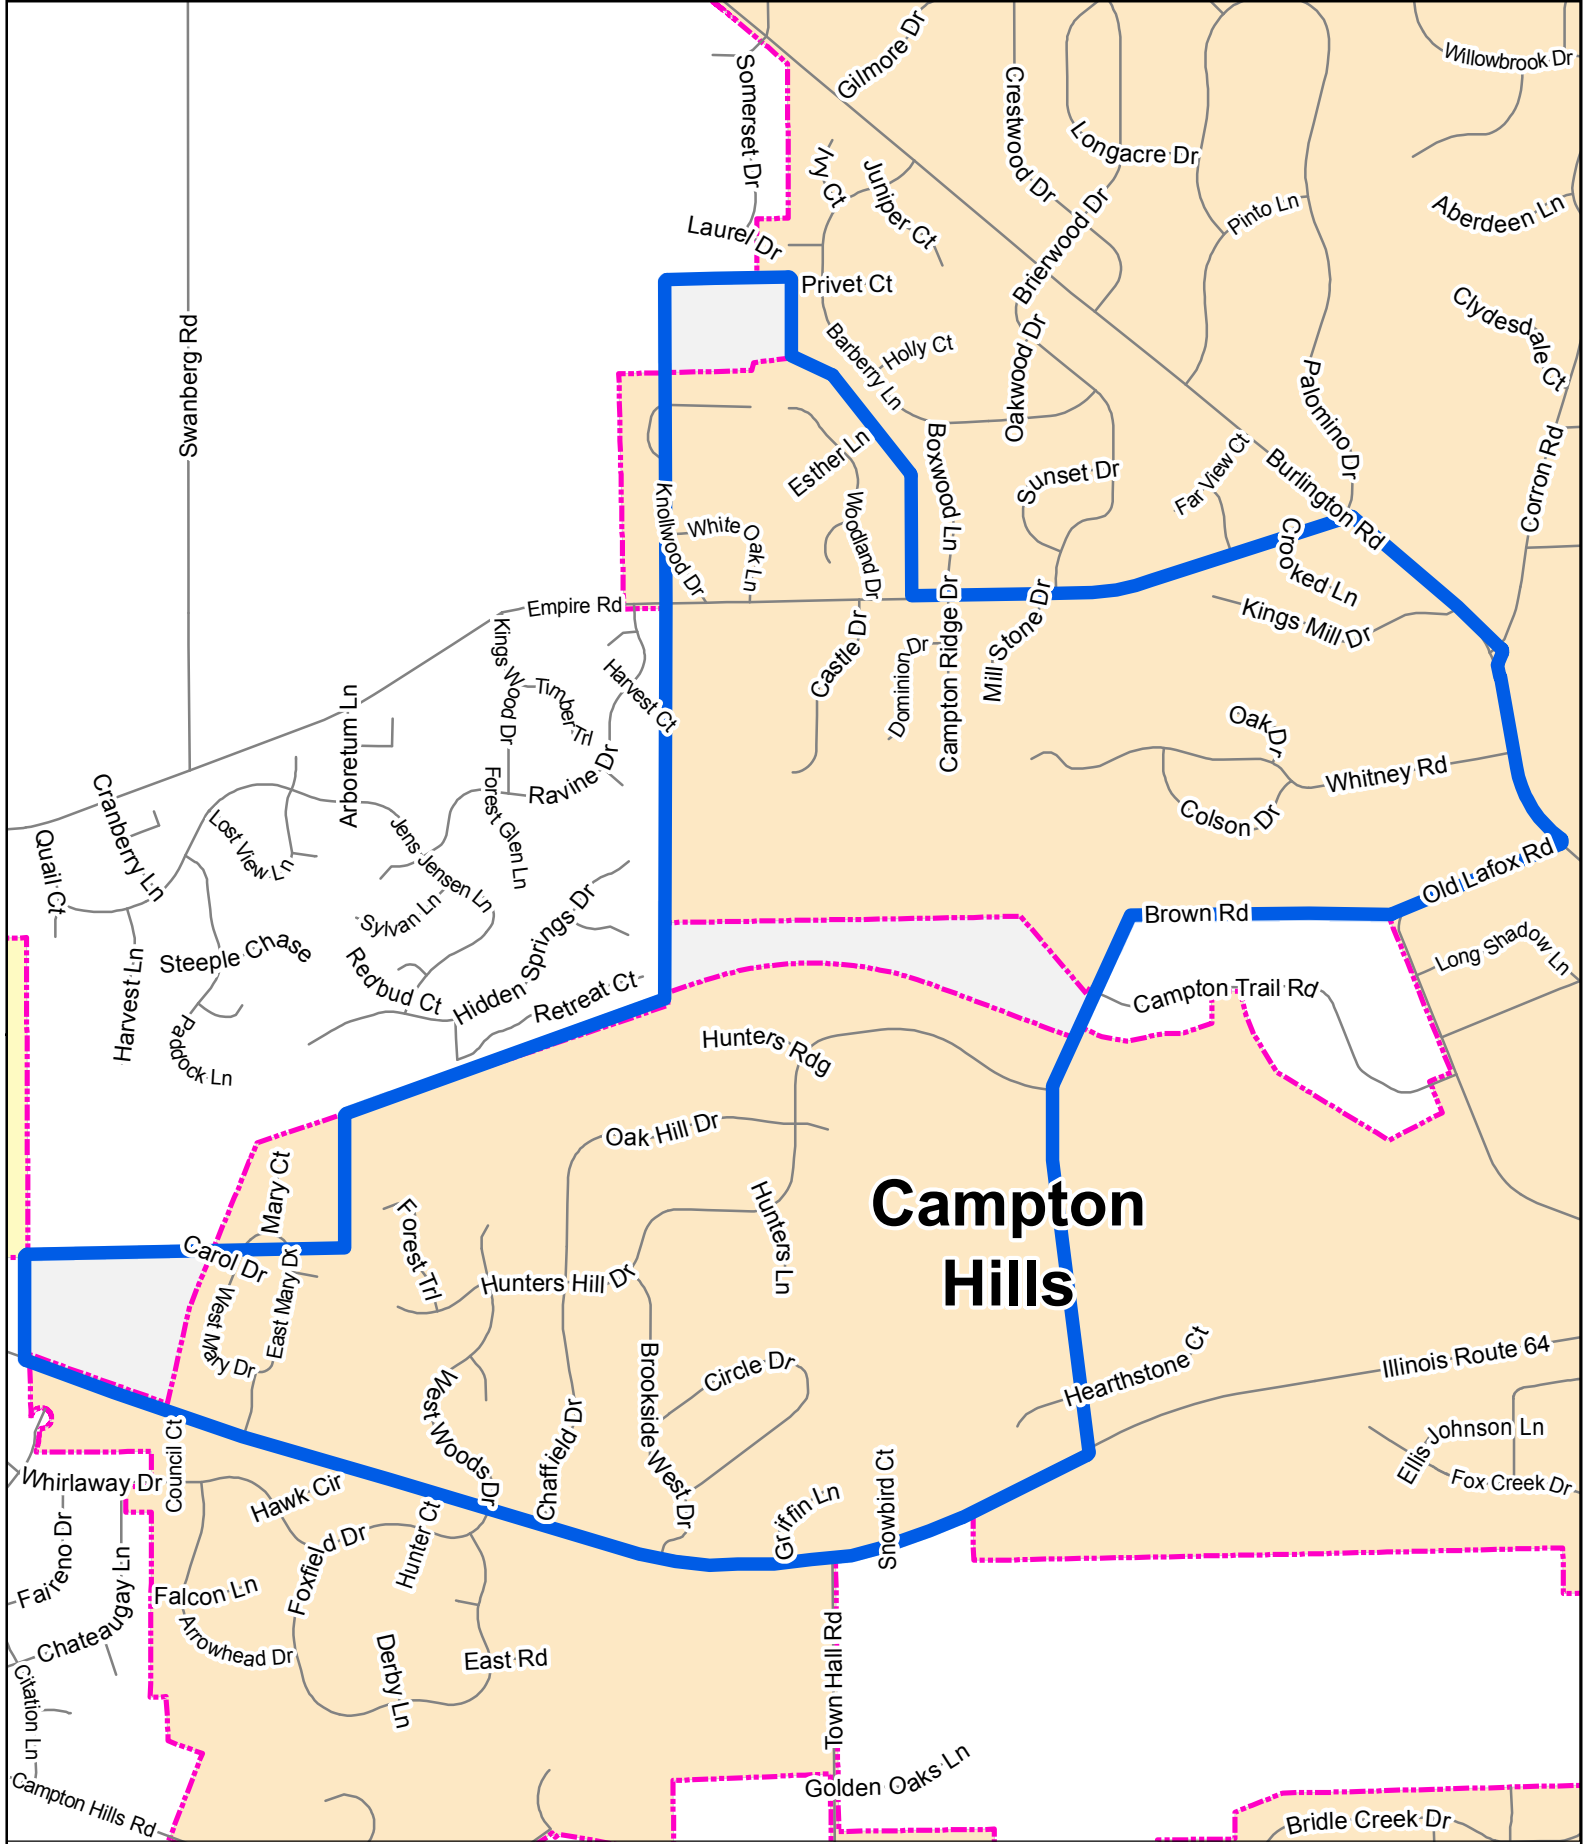 Gilmore Dr
Willowbrook Dr
Somerset Dr
Crestwood Dr
Longacre Dr
Ivy Ct
Juniper Ct
Brierwood Dr
Pinto Ln
Aberdeen Ln
Laurel Dr
Privet Ct
Clydesdale Ct
Swanberg Rd
Barberry Ln
Holly Ct
Oakwood Dr
Palomino Dr
Esther Ln
Boxwood Ln
Sunset Dr
Far View Ct
Burlington Rd
Corron Rd
Knollwood Dr
White Oak Ln
Woodland Dr
Crooked Ln
Empire Rd
Kings Mill Dr
Kings Wood Dr
Timber Trl
Harvest Ct
Castle Dr
Dominion Dr
Campton Ridge Dr
Mill Stone Dr
Arboretum Ln
Oak Dr
Whitney Rd
Ravine Dr
Forest Glen Ln
Colson Dr
Cranberry Ln
Lost View Ln
Jens Jensen Ln
Quail Ct
Old Lafox Rd
Sylvan Ln
Brown Rd
Steeple Chase
Harvest Ln
Redbud Ct
Hidden Springs Dr
Retreat Ct
Long Shadow Ln
Campton Trail Rd
Paddock Ln
Hunters Rdg
Oak Hill Dr
Mary Ct
Forest Trl
Hunters Ln
Campton
Hills
Carol Dr
West Mary Dr
East Mary Dr
Hunters Hill Dr
Brookside West Dr
Circle Dr
Hearthstone Ct
Illinois Route 64
West Woods Dr
Chaffield Dr
Council Ct
Whirlaway Dr
Hawk Cir
Griffin Ln
Snowbird Ct
Ellis Johnson Ln
Fox Creek Dr
Faireno Dr
Chateaugay Ln
Foxfield Dr
Hunter Ct
Falcon Ln
Arrowhead Dr
Derby Ln
East Rd
Town Hall Rd
Citation Ln
Golden Oaks Ln
Campton Hills Rd
Bridle Creek Dr